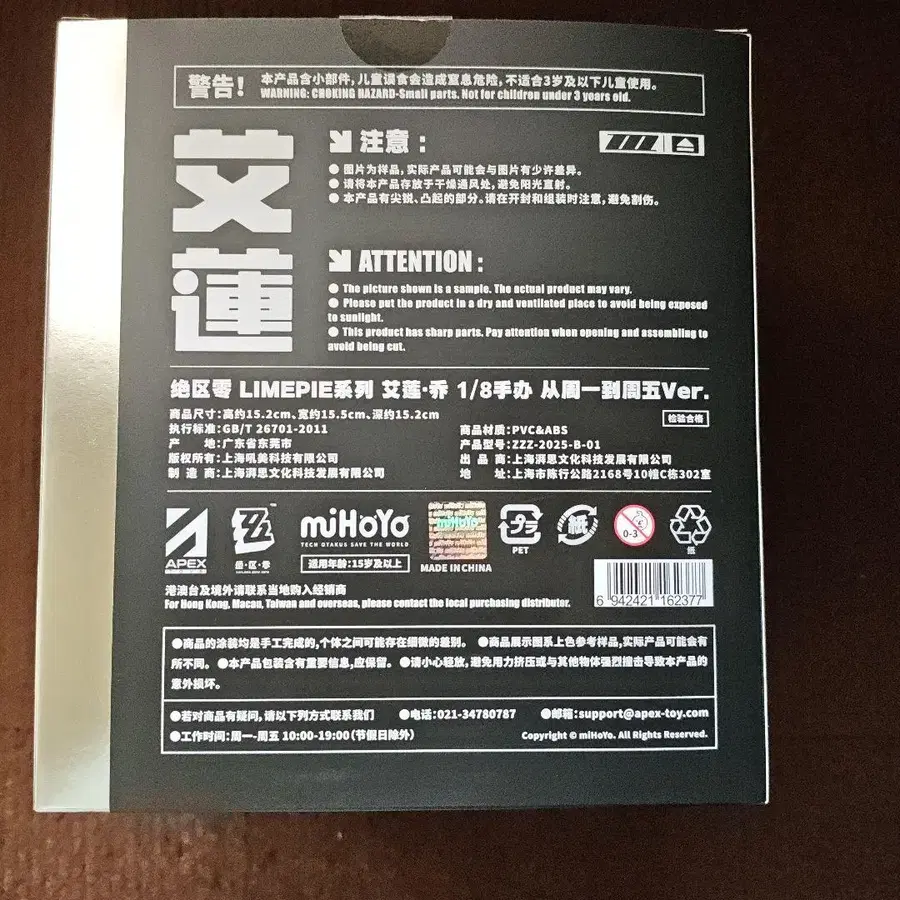 警告!
本产品含小部件,儿童误食会造成窒息危险,不适合3岁及以下儿童使用。
WARNING: CHOKING HAZARD-Small parts. Not for children under 3 years old.
艾蓮
注意:
● 图片为样品,实际产品可能会与图片有少许差异。
● 请将本产品存放于干燥通风处,避免阳光直射。
● 本产品有尖锐、凸起的部分。请在开封和组装时注意,避免割伤。
ATTENTION:
● The picture shown is a sample. The actual product may vary.
● Please put the product in a dry and ventilated place to avoid being exposed
to sunlight.
● This product has sharp parts. Pay attention when opening and assembling to
avoid being cut.
绝区零 LIMEPIE系列 艾莲·乔 1/8手办 从周一到周五Ver.
商品尺寸:高约15.2cm、宽约15.5cm、深约15.2cm
检验合格
执行标准:GB/T 26701-2011
商品材质:PVC&ABS
产 地:广东省东莞市
产品型号:ZZZ-2025-B-01
版权所有:上海吼美科技有限公司
出 品 商:上海湃思文化科技发展有限公司
制 造 商:上海湃思文化科技发展有限公司
地 址:上海市陈行公路2168号10幢C栋302室
APEX
绝·区·零
miHoYo
TECH OTAKUS SAVE THE WORLD
适用年龄:15岁及以上
miHoYo
MADE IN CHINA
PET
紙
0-3
纸
港澳台及境外请联系当地购入经销商
For Hong Kong, Macau, Taiwan and overseas, please contact the local purchasing distributor.
6 942421 162377
●商品的涂装均是手工完成的,个体之间可能存在细微的差别。 ●商品展示图系上色参考样品,实际产品可能会有
所不同。 ●本产品包装含有重要信息,应保留。 ●请小心轻放,避免用力挤压或与其他物体强烈撞击导致本产品的
意外损坏。
●若对商品有疑问,请以下列方式联系我们 ●电话:021-34780787 ●邮箱:support@apex-toy.com
●工作时间:周一-周五 10:00-19:00(节假日除外)
Copyright © miHoYo. All Rights Reserved.